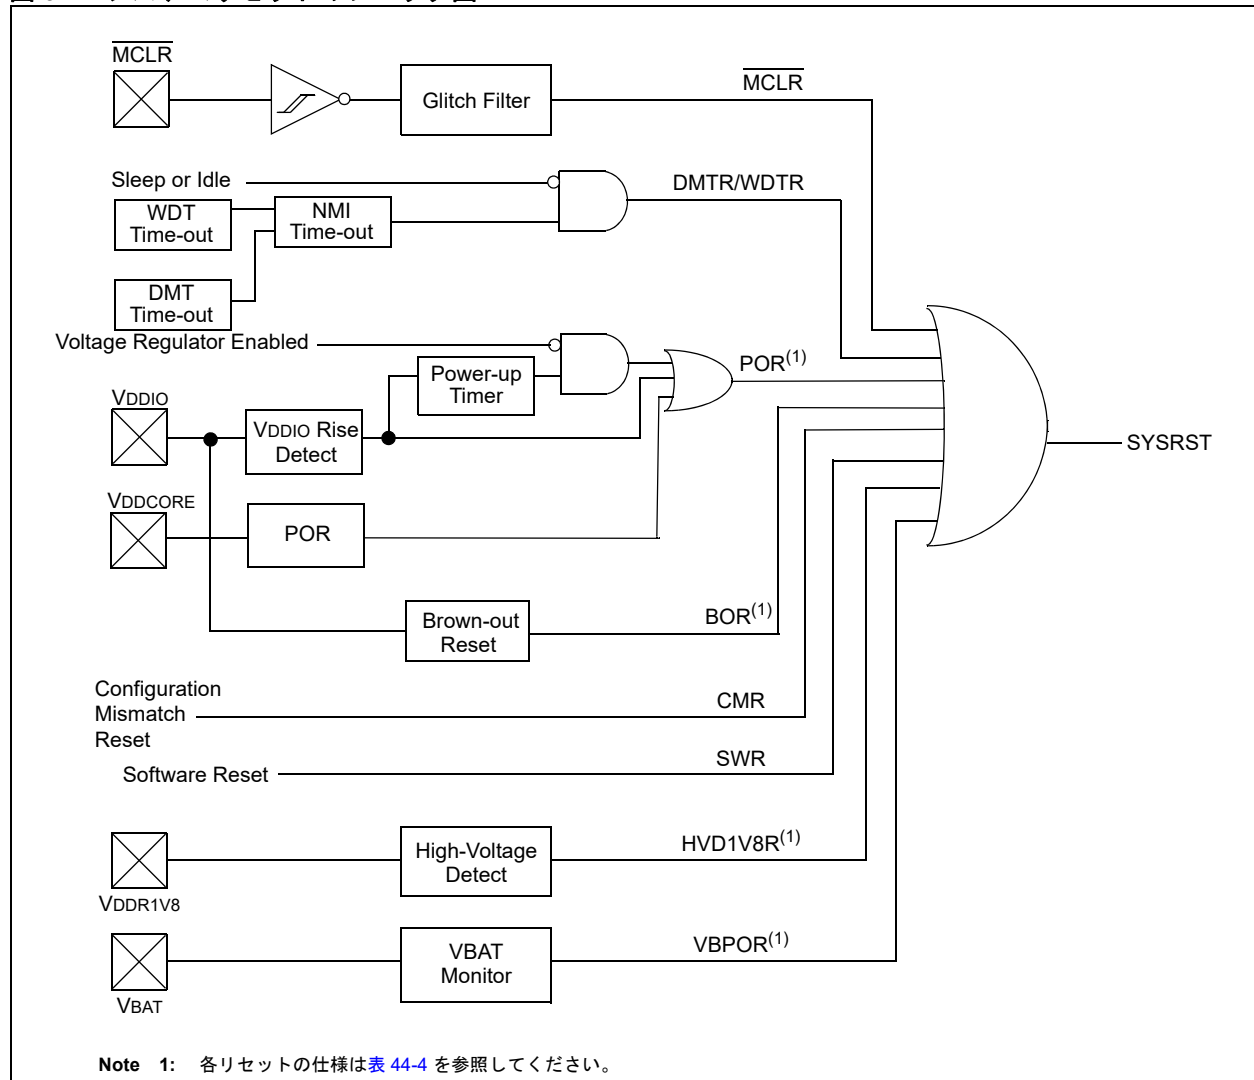 MCLR
Glitch Filter
MCLR
Sleep or Idle
DMTR/WDTR
WDT
Time-out
NMI
Time-out
DMT
Time-out
Voltage Regulator Enabled
Power-up
Timer
POR(1)
VDDIO
VDDIO Rise
Detect
SYSRST
VDDCORE
POR
Brown-out
Reset
BOR(1)
Configuration
Mismatch
Reset
CMR
Software Reset
SWR
High-Voltage
Detect
HVD1V8R(1)
VDDR1V8
VBAT
Monitor
VBPOR(1)
VBAT
Note 1: 各リセットの仕様は表 44-4 を参照してください。